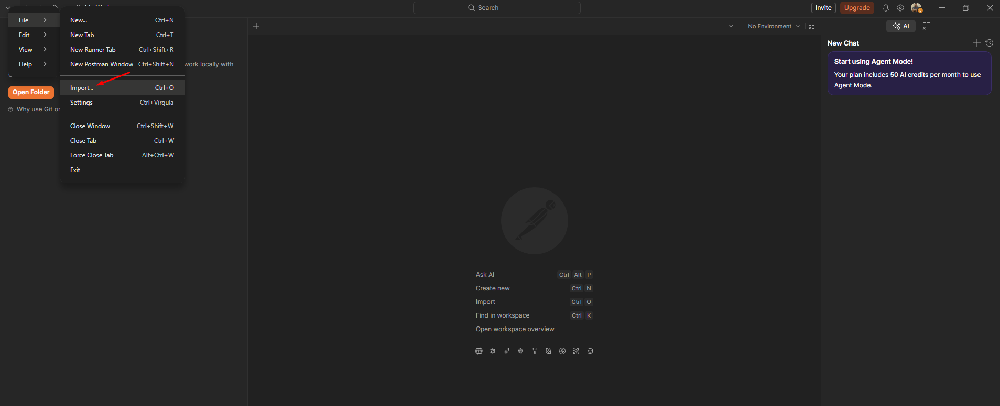 Search
Invite
Upgrade
File
Edit
View
Help
New... Ctrl+N
New Tab Ctrl+T
New Runner Tab Ctrl+Shift+R
New Postman Window Ctrl+Shift+N
Import... Ctrl+O
Settings Ctrl+Vírgula
Close Window Ctrl+Shift+W
Close Tab Ctrl+W
Force Close Tab Alt+Ctrl+W
Exit
work locally with
Open Folder
Why use Git
No Environment
AI
New Chat
Start using Agent Mode!
Your plan includes 50 AI credits per month to use
Agent Mode.
Ask AI Ctrl Alt P
Create new Ctrl N
Import Ctrl O
Find in workspace Ctrl K
Open workspace overview
HTTP